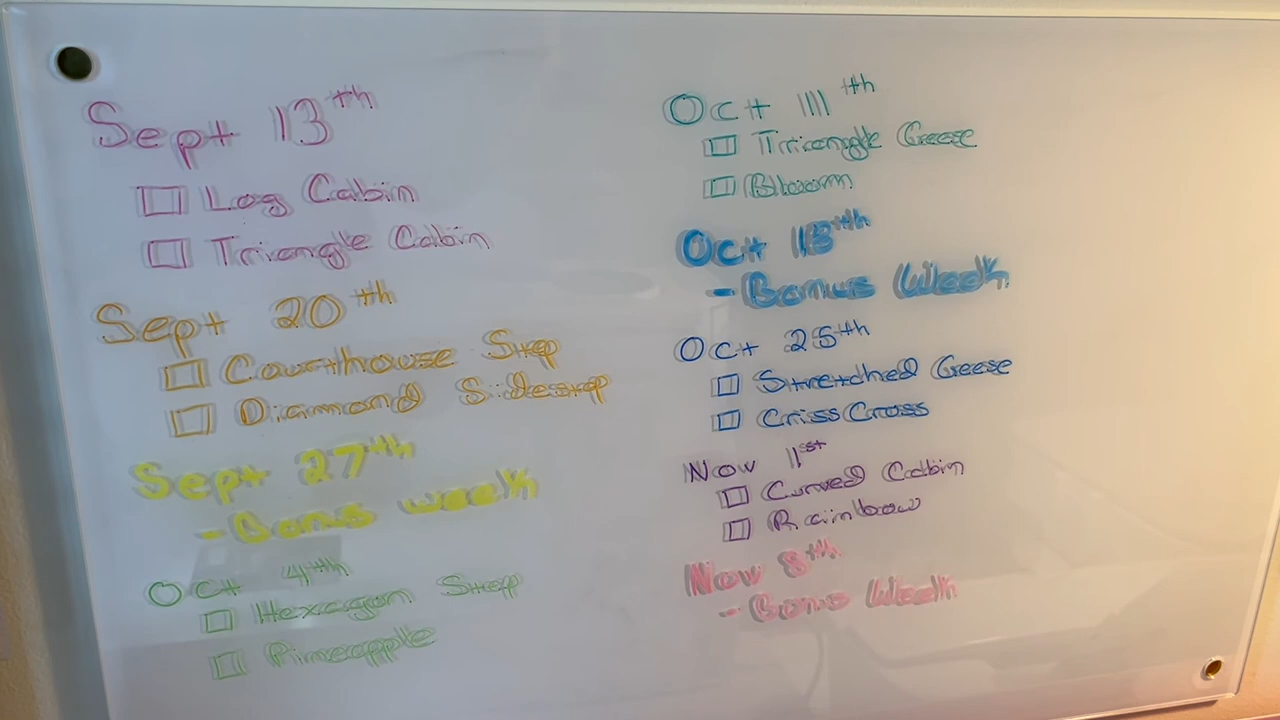 Sept 13th
Log Cabin
Triangle Cabin
Sept 20th
Courthouse Step
Diamond Sidestep
Sept 27th
- Bonus week
Oct 4th
Hexagon Step
Pineapple
Oct 11th
Triangle Geese
Bloom
Oct 18th
- Bonus Week
Oct 25th
Stretched Geese
Criss Cross
Nov 1st
Curved Cabin
Rainbow
Nov 8th
- Bonus Week